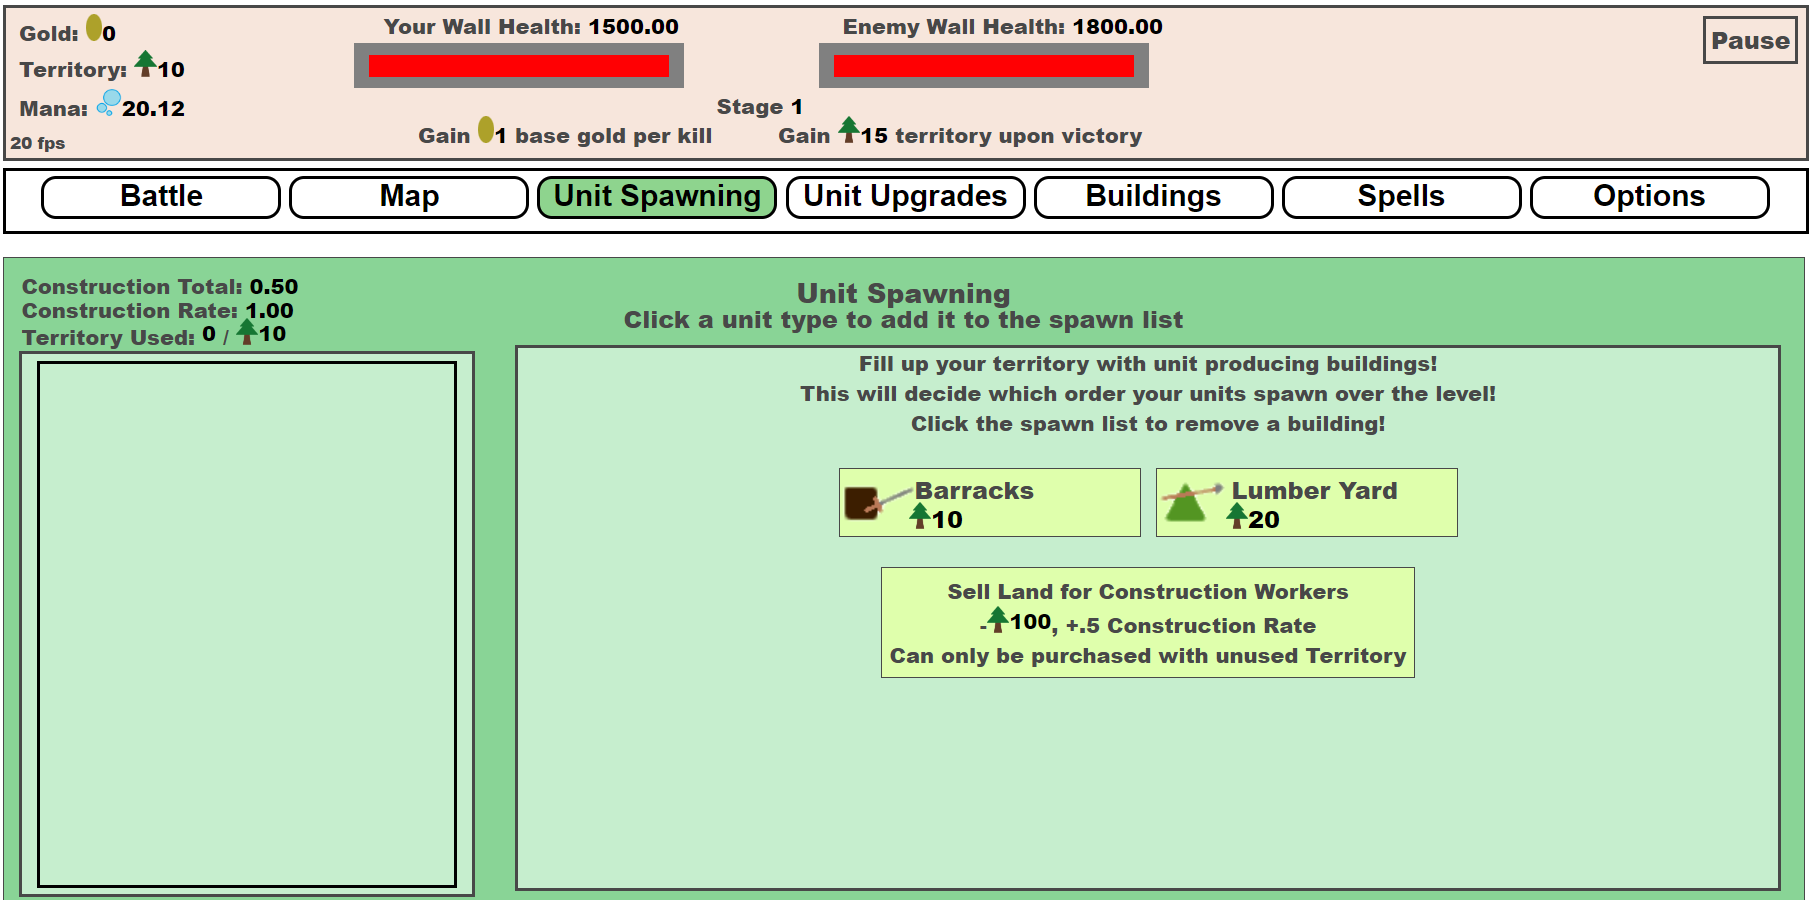 Gold: 0
Territory: 10
Mana: 20.12
20 fps
Your Wall Health: 1500.00
Enemy Wall Health: 1800.00
Stage 1
Gain 1 base gold per kill
Gain 15 territory upon victory
Pause
Battle
Map
Unit Spawning
Unit Upgrades
Buildings
Spells
Options
Construction Total: 0.50
Construction Rate: 1.00
Territory Used: 0 / 10
Unit Spawning
Click a unit type to add it to the spawn list
Fill up your territory with unit producing buildings!
This will decide which order your units spawn over the level!
Click the spawn list to remove a building!
Barracks
10
Lumber Yard
20
Sell Land for Construction Workers
-100, +.5 Construction Rate
Can only be purchased with unused Territory